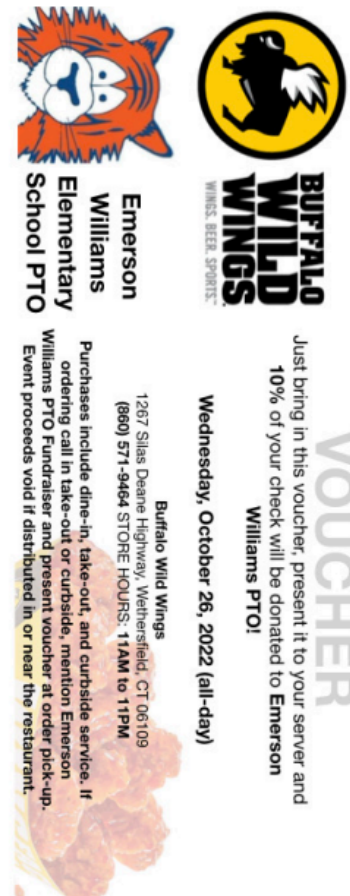 BUFFALO
WILD
WINGS
WINGS. BEER. SPORTS.™
Emerson
Williams
Elementary
School PTO
VOUCHER
Just bring in this voucher, present it to your server and
10% of your check will be donated to Emerson
Williams PTO!
Wednesday, October 26, 2022 (all-day)
Buffalo Wild Wings
1267 Silas Deane Highway, Wethersfield, CT 06109
(860) 571-9464 STORE HOURS: 11AM to 11PM
Purchases include dine-in, take-out, and curbside service. If
ordering call in take-out or curbside, mention Emerson
Williams PTO Fundraiser and present voucher at order pick-up.
Event proceeds void if distributed in or near the restaurant.